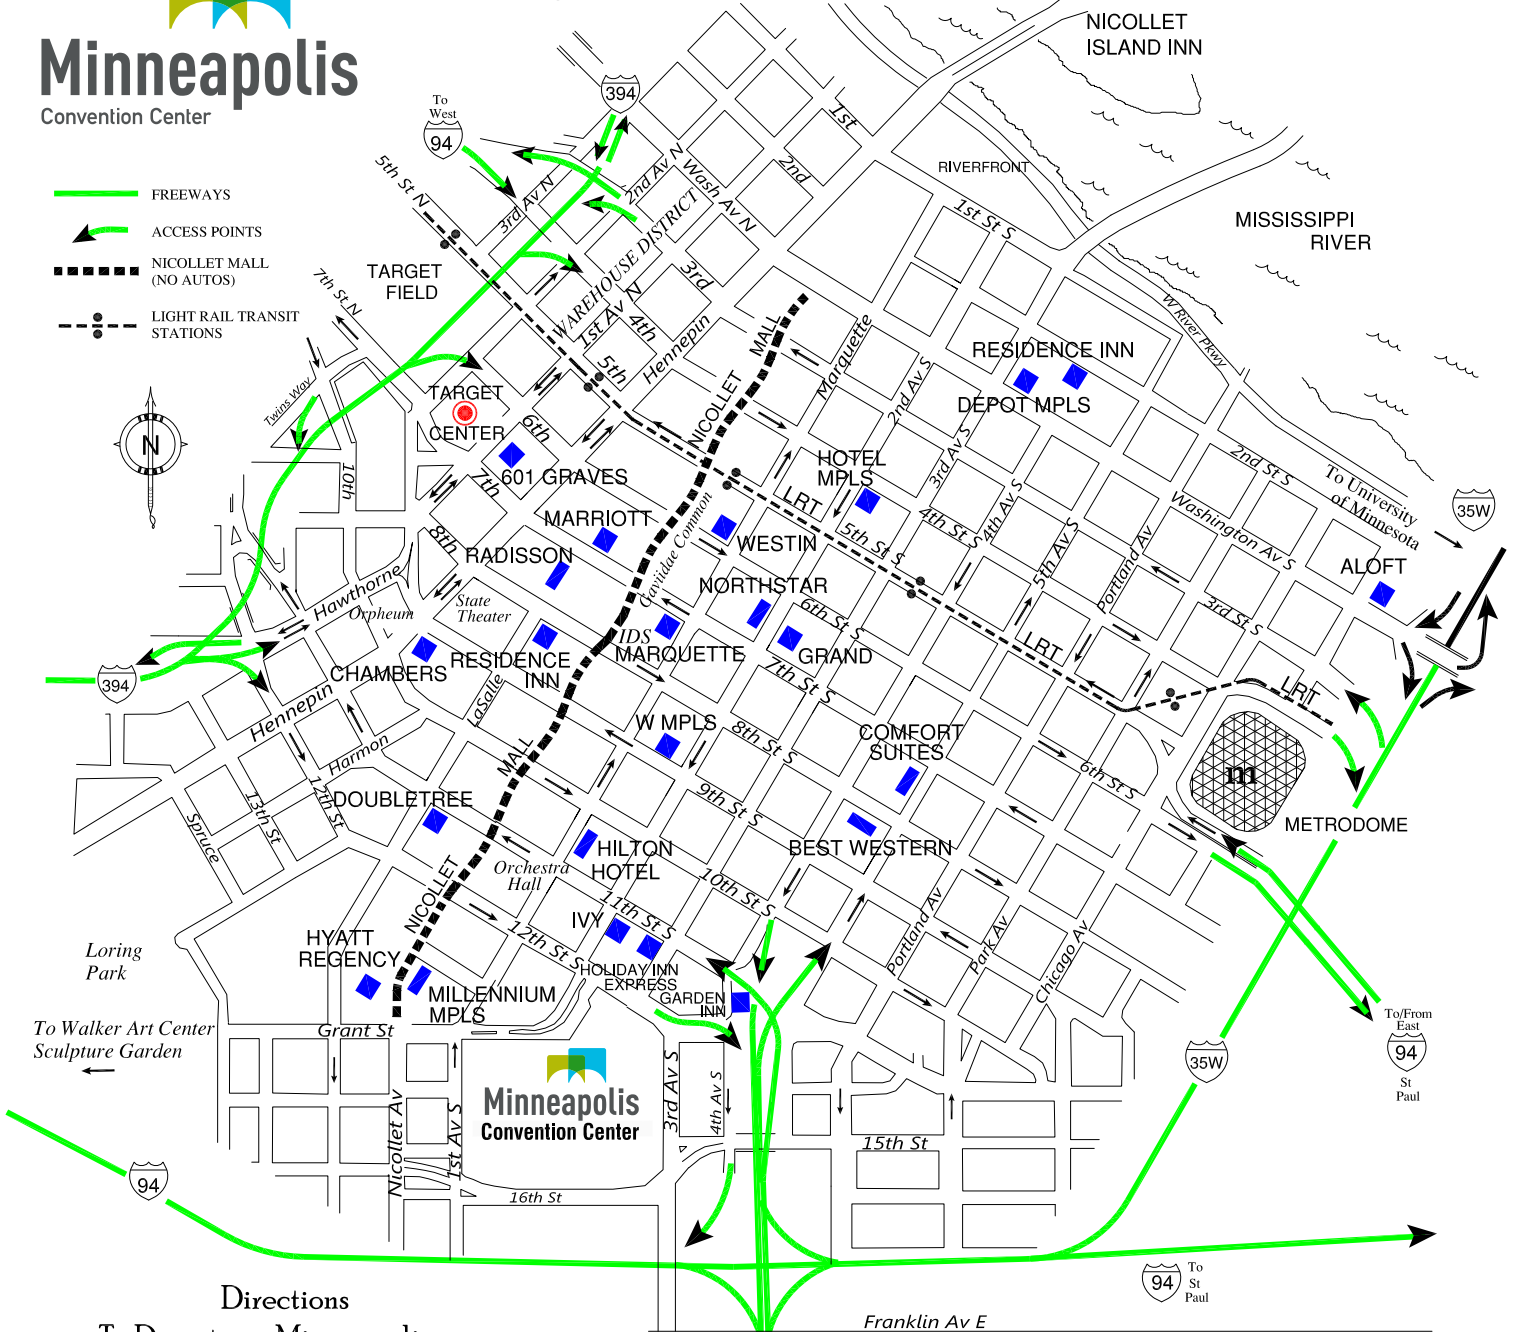 Minneapolis
Convention Center
FREEWAYS
ACCESS POINTS
NICOLLET MALL
(NO AUTOS)
LIGHT RAIL TRANSIT
STATIONS
N
To
West
94
394
NICOLLET
ISLAND INN
RIVERFRONT
MISSISSIPPI
RIVER
5th St N
3rd Av N
2nd Av N
Wash Av N
1st
2nd
3rd
4th
5th
WAREHOUSE DISTRICT
1st Av N
Hennepin
1st St S
W River Pkwy
TARGET
FIELD
7th St N
Twins Way
TARGET
CENTER
6th
7th
8th
10th
601 GRAVES
MARRIOTT
RADISSON
NICOLLET
MALL
Marquette
2nd Av S
3rd Av S
4th Av S
5th Av S
Portland Av
RESIDENCE INN
DEPOT MPLS
HOTEL
MPLS
LRT
4th St S
5th St S
2nd St S
Washington Av S
3rd St S
To University
of Minnesota
35W
ALOFT
WESTIN
Gaviidae Common
NORTHSTAR
6th St S
GRAND
7th St S
LRT
LRT
Hawthorne
Orpheum
State
Theater
IDS
MARQUETTE
CHAMBERS
RESIDENCE
INN
LaSalle
394
Hennepin
Harmon
W MPLS
8th St S
COMFORT
SUITES
6th St S
m
METRODOME
MALL
12th St
13th St
Spruce
DOUBLETREE
9th St S
BEST WESTERN
HILTON
HOTEL
Orchestra
Hall
10th St S
11th St S
12th St S
NICOLLET
IVY
HOLIDAY INN
EXPRESS
GARDEN
INN
HYATT
REGENCY
MILLENNIUM
MPLS
Portland Av
Park Av
Chicago Av
Loring
Park
To Walker Art Center
Sculpture Garden
Grant St
Minneapolis
Convention Center
Nicollet Av
1st Av S
3rd Av S
4th Av S
15th St
16th St
35W
To/From
East
94
St
Paul
94
94
To
St
Paul
Franklin Av E
Directions
To Downtown Minneapolis